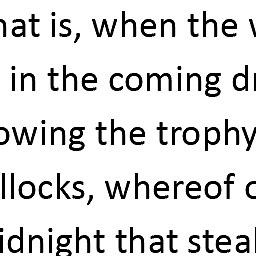 hat is, when the
in the coming dr
owing the trophy
llocks, whereof
idnight that steal